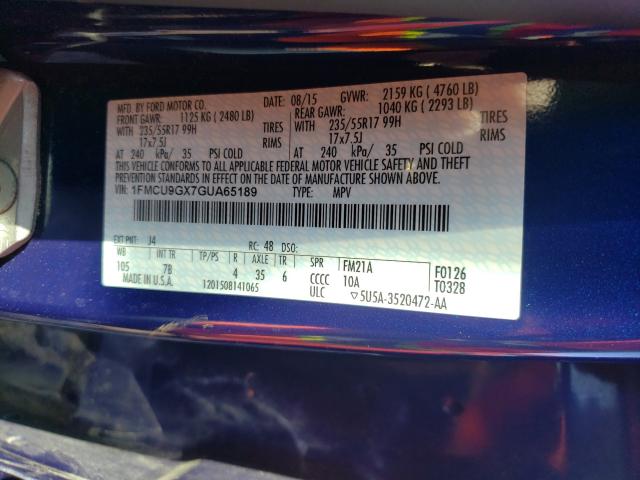 MFD. BY FORD MOTOR CO. DATE: 08/15 GVWR: 2159 KG ( 4760 LB)
FRONT GAWR: 1125 KG ( 2480 LB) REAR GAWR: 1040 KG ( 2293 LB)
WITH 235/55R17 99H TIRES WITH 235/55R17 99H TIRES
17x7.5J RIMS 17x7.5J RIMS
AT 240 kPa/ 35 PSI COLD AT 240 kPa/ 35 PSI COLD
THIS VEHICLE CONFORMS TO ALL APPLICABLE FEDERAL MOTOR VEHICLE SAFETY AND THEFT PREVENTION
STANDARDS IN EFFECT ON THE DATE OF MANUFACTURE SHOWN ABOVE.
VIN: 1FMCU9GX7GUA65189 TYPE: MPV
EXT PNT: J4 RC: 48 DSO:
WB INT TR TP/PS R AXLE TR SPR FM21A F0126
105 7B 4 35 6 CCCC 10A T0328
MADE IN U.S.A. 1201508141065 ULC ▽5U5A-3520472-AA